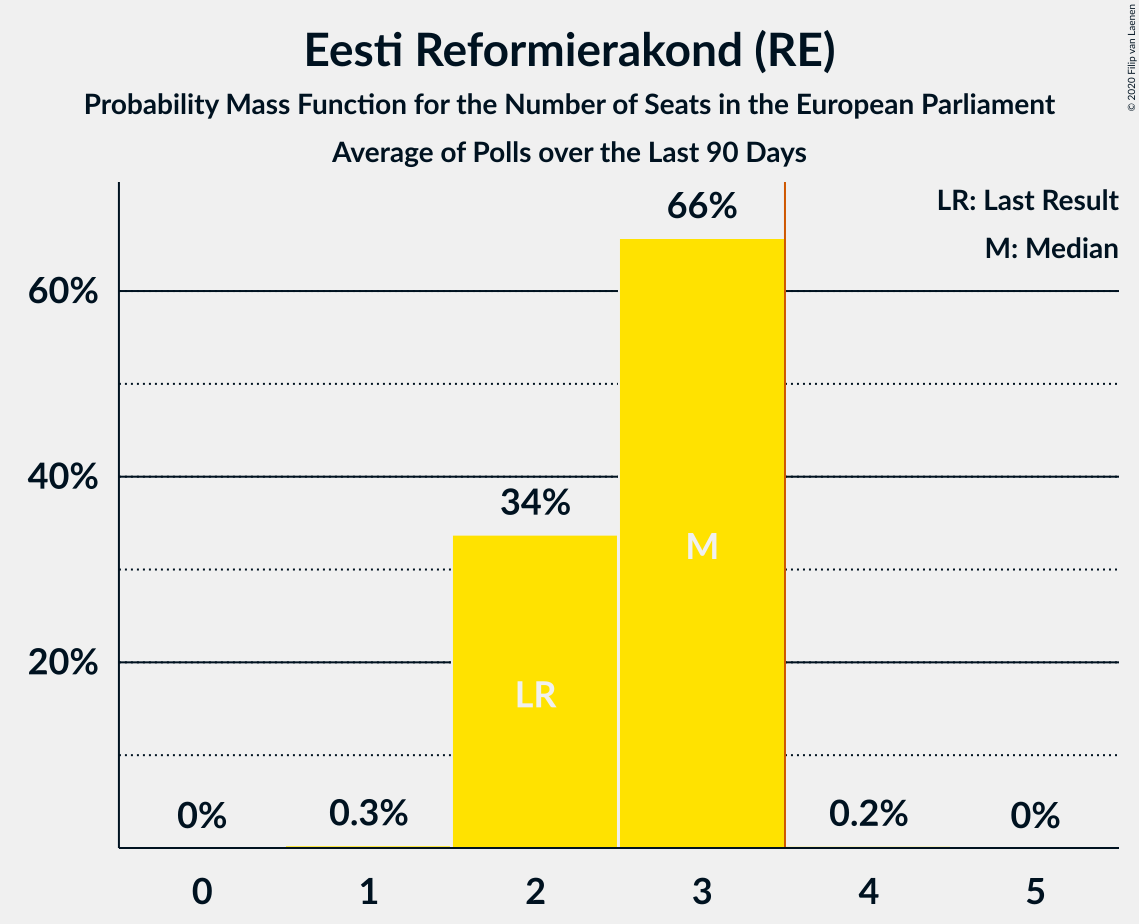 Eesti Reformierakond (RE)
Probability Mass Function for the Number of Seats in the European Parliament
Average of Polls over the Last 90 Days
© 2020 Filip van Laenen
LR: Last Result
M: Median
66%
60%
40%
34%
M
20%
LR
0%
0.3%
0.2%
0%
0
1
2
3
4
5